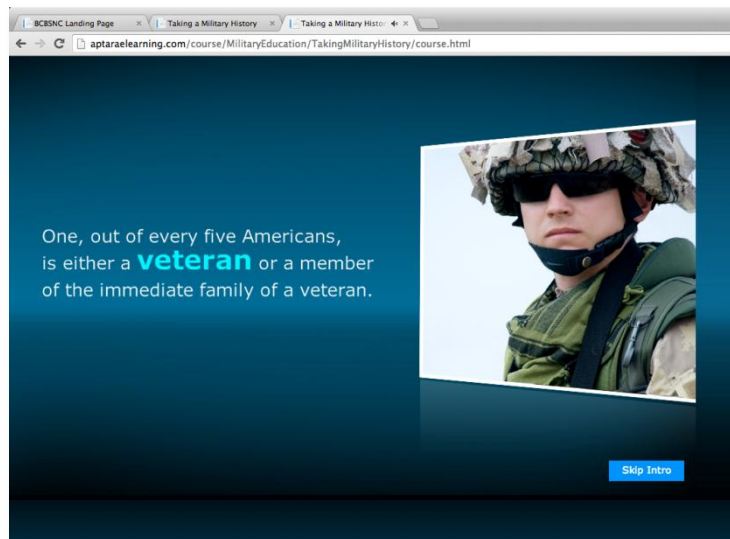 BCBSNC Landing Page
Taking a Military History
Taking a Military Histor
aptaraelearning.com/course/MilitaryEducation/TakingMilitaryHistory/course.html
One, out of every five Americans,
is either a veteran or a member
of the immediate family of a veteran.
Skip Intro